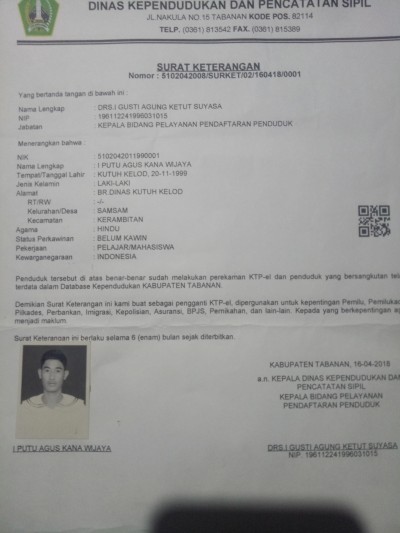 DINAS KEPENDUDUKAN DAN PENCATATAN SIPIL
JL.NAKULA NO.15 TABANAN KODE POS. 82114
TELP. (0361) 813542 FAX. (0361) 815389
SURAT KETERANGAN
Nomor : 5102042008/SURKET/02/160418/0001
Yang bertanda tangan di bawah ini :
Nama Lengkap : DRS.I GUSTI AGUNG KETUT SUYASA
NIP : 196112241996031015
Jabatan : KEPALA BIDANG PELAYANAN PENDAFTARAN PENDUDUK
Menerangkan bahwa :
NIK : 5102042011990001
Nama Lengkap : I PUTU AGUS KANA WIJAYA
Tempat/Tanggal Lahir : KUTUH KELOD, 20-11-1999
Jenis Kelamin : LAKI-LAKI
Alamat : BR.DINAS KUTUH KELOD
RT/RW : -/-
Kelurahan/Desa : SAMSAM
Kecamatan : KERAMBITAN
Agama : HINDU
Status Perkawinan : BELUM KAWIN
Pekerjaan : PELAJAR/MAHASISWA
Kewarganegaraan : INDONESIA
Penduduk tersebut di atas benar-benar sudah melakukan perekaman KTP-el dan penduduk yang bersangkutan tel
terdata dalam Database Kependudukan KABUPATEN TABANAN.
Demikian Surat Keterangan ini kami buat sebagai pengganti KTP-el, dipergunakan untuk kepentingan Pemilu, Pemilukad
Pilkades, Perbankan, Imigrasi, Kepolisian, Asuransi, BPJS, Pernikahan, dan lain-lain. Kepada yang berkepentingan ag
menjadi maklum.
Surat Keterangan ini berlaku selama 6 (enam) bulan sejak diterbitkan.
KABUPATEN TABANAN, 16-04-2018
a.n. KEPALA DINAS KEPENDUDUKAN DAN
PENCATATAN SIPIL
KEPALA BIDANG PELAYANAN
PENDAFTARAN PENDUDUK
I PUTU AGUS KANA WIJAYA
DRS.I GUSTI AGUNG KETUT SUYASA
NIP. 196112241996031015